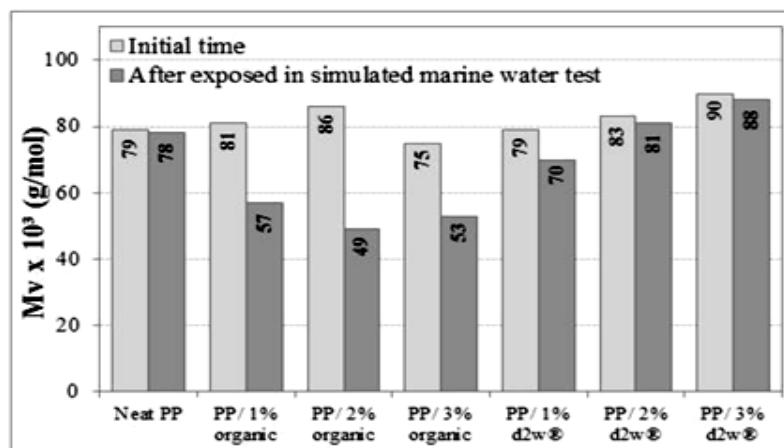 Initial time
After exposed in simulated marine water test
Mv x 10³ (g/mol)
100
80
60
40
20
0
79
78
81
57
86
49
75
53
79
70
83
81
90
88
Neat PP
PP/ 1%
organic
PP/ 2%
organic
PP/ 3%
organic
PP/ 1%
d2w®
PP/ 2%
d2w®
PP/ 3%
d2w®